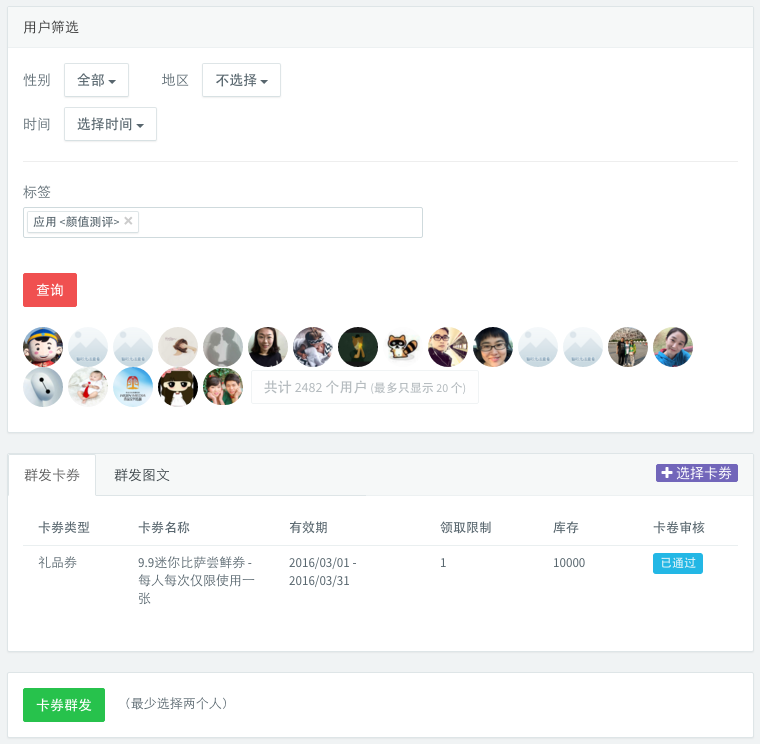 用户筛选
性别 全部 地区 不选择
时间 选择时间
标签
应用 <颜值测评> ×
查询
共计 2482 个用户 (最多只显示 20 个)
群发卡券 群发图文 选择卡劵
卡劵类型 卡劵名称 有效期 领取限制 库存 卡卷审核
礼品券 9.9迷你比萨尝鲜券 - 2016/03/01 - 1 10000 已通过
每人每次仅限使用一 2016/03/31
张
卡券群发 （最少选择两个人）